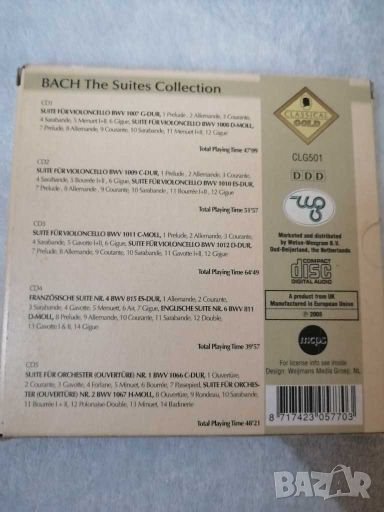 BACH The Suites Collection
CD1
SUITE FÜR VIOLONCELLO BWV 1007 G-DUR, 1 Prelude, 2 Allemande, 3 Courante,
4 Sarabande, 5 Menuet I+II, 6 Gigue, SUITE FÜR VIOLONCELLO BWV 1008 D-MOLL,
7 Prelude, 8 Allemande, 9 Courante, 10 Sarabande, 11 Menuet I+II, 12 Gigue
Total Playing Time 47'09
CD2
SUITE FÜR VIOLONCELLO BWV 1009 C-DUR, 1 Prelude, 2 Allemande, 3 Courante,
4 Sarabande, 5 Bourrée I+II, 6 Gigue, SUITE FÜR VIOLONCELLO BWV 1010 ES-DUR,
7 Prelude, 8 Allemande, 9 Courante, 10 Sarabande, 11 Bourrée I+II, 12 Gigue
Total Playing Time 51'57
CD3
SUITE FÜR VIOLONCELLO BWV 1011 C-MOLL, 1 Prelude, 2 Allemande, 3 Courante,
4 Sarabande, 5 Gavotte I+II, 6 Gigue, SUITE FÜR VIOLONCELLO BWV 1012 D-DUR,
7 Prelude, 8 Allemande, 9 Courante, 10 Sarabande, 11 Gavotte I+II, 12 Gigue
Total Playing Time 64'49
CD4
FRANZÖSISCHE SUITE NR. 4 BWV 815 ES-DUR, 1 Allemande, 2 Courante,
3 Sarabande, 4 Gavotte, 5 Menuet, 6 Air, 7 Gigue, ENGLISCHE SUITE NR. 6 BWV 811
D-MOLL, 8 Prelude, 9 Allemande, 10 Courante, 11 Sarabande, 12 Double,
13 Gavotte I & II, 14 Gigue
Total Playing Time 39'57
CD5
SUITE FÜR ORCHESTER (OUVERTÜRE) NR. 1 BWV 1066 C-DUR, 1 Ouvertüre,
2 Courante, 3 Gavotte, 4 Forlane, 5 Minuet, 6 Bourrée, 7 Passepied, SUITE FÜR ORCHES-
TER (OUVERTÜRE) NR. 2 BWV 1067 H-MOLL, 8 Ouvertüre, 9 Rondeau, 10 Sarabande,
11 Bourrée I + II, 12 Polonaise-Double, 13 Minuet, 14 Badinerie
Total Playing Time 48'21
CLASSICAL
GOLD
CLG501
DDD
WG
Marketed and distributed
by Weton-Wesgram B.V.
Oud-Beijerland, the Netherlands
COMPACT
disc
DIGITAL AUDIO
A product from UK
Manufactured in European Union
℗ 2000
mcps
For license info see inside
Design: Weijmans Media Groep, NL
8 717423 057703
BAZAR
bg